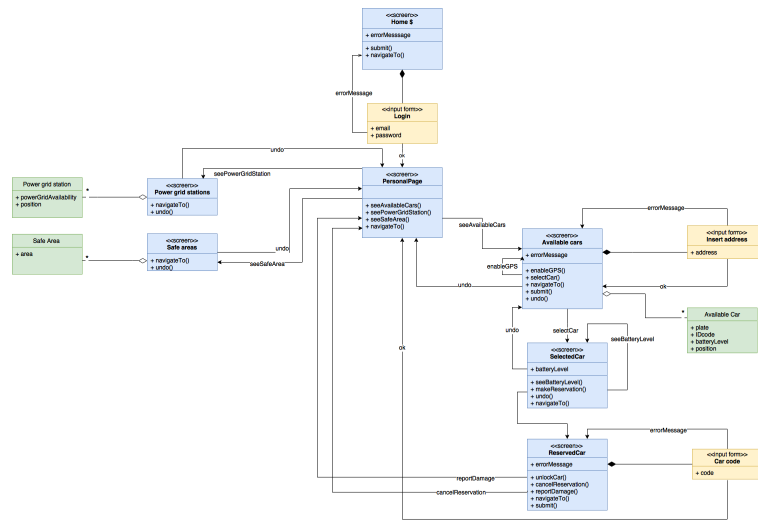 <<screen>>
Home $
+ errorMesssage
+ submit()
+ navigateTo()
errorMessage
<<input form>>
Login
+ email
+ password
undo
ok
seePowerGridStation
Power grid station
+ powerGridAvailability
+ position
*
<<screen>>
Power grid stations
+ navigateTo()
+ undo()
<<screen>>
PersonalPage
+ seeAvailableCars()
+ seePowerGridStation()
+ seeSafeArea()
+ navigateTo()
seeAvailableCars
errorMessage
Safe Area
+ area
*
<<screen>>
Safe areas
+ navigateTo()
+ undo()
undo
seeSafeArea
<<screen>>
Available cars
+ errorMessage
+ enableGPS()
+ selectCar()
+ navigateTo()
+ submit()
+ undo()
enableGPS
undo
<<input form>>
Insert address
+ address
ok
*
Available Car
+ plate
+ IDcode
+ batteryLevel
+ position
undo
selectCar
seeBatteryLevel
ok
<<screen>>
SelectedCar
+ batteryLevel
+ seeBatteryLevel()
+ makeReservation()
+ undo()
+ navigateTo()
errorMessage
<<screen>>
ReservedCar
+ errorMessage
+ unlockCar()
+ cancelReservation()
+ reportDamage()
+ navigateTo()
+ submit()
<<input form>>
Car code
+ code
reportDamage
cancelReservation